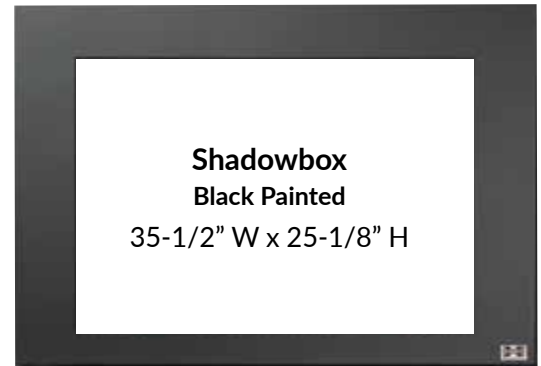 Shadowbox
Black Painted
35-1/2” W x 25-1/8” H